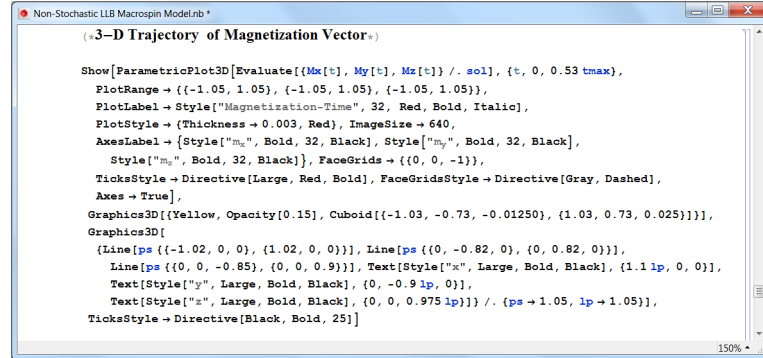 Non-Stochastic LLB Macrospin Model.nb *
(*3–D Trajectory of Magnetization Vector*)
Show[ParametricPlot3D[Evaluate[{Mx[t], My[t], Mz[t]} /. sol], {t, 0, 0.53 tmax},
PlotRange → {{-1.05, 1.05}, {-1.05, 1.05}, {-1.05, 1.05}},
PlotLabel → Style["Magnetization-Time", 32, Red, Bold, Italic],
PlotStyle → {Thickness → 0.003, Red}, ImageSize → 640,
AxesLabel → {Style["mₓ", Bold, 32, Black], Style["m_y", Bold, 32, Black],
Style["m_z", Bold, 32, Black]}, FaceGrids → {{0, 0, -1}},
TicksStyle → Directive[Large, Red, Bold], FaceGridsStyle → Directive[Gray, Dashed],
Axes → True],
Graphics3D[{Yellow, Opacity[0.15], Cuboid[{-1.03, -0.73, -0.01250}, {1.03, 0.73, 0.025}]}],
Graphics3D[
{Line[ps {{-1.02, 0, 0}, {1.02, 0, 0}}], Line[ps {{0, -0.82, 0}, {0, 0.82, 0}}],
Line[ps {{0, 0, -0.85}, {0, 0, 0.9}}], Text[Style["x", Large, Bold, Black], {1.1 lp, 0, 0}],
Text[Style["y", Large, Bold, Black], {0, -0.9 lp, 0}],
Text[Style["z", Large, Bold, Black], {0, 0, 0.975 lp}]} /. {ps → 1.05, lp → 1.05}],
TicksStyle → Directive[Black, Bold, 25]]
150%